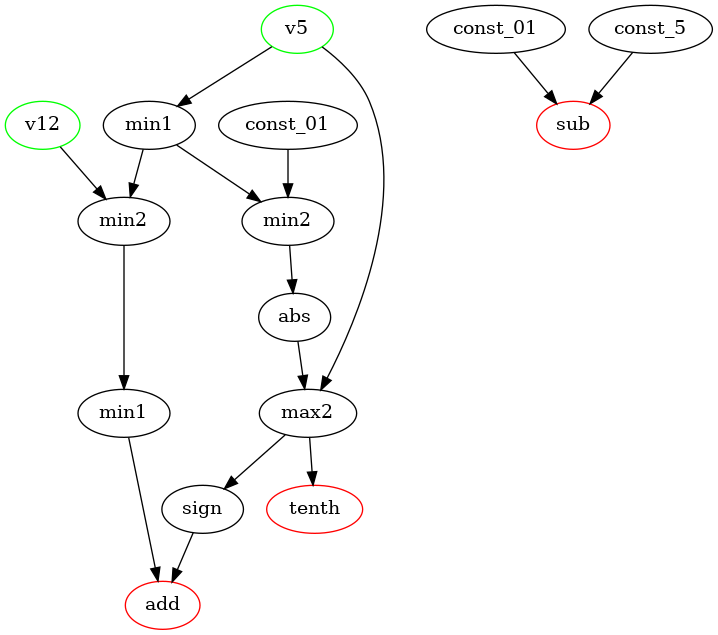 v5
const_01
const_5
v12
min1
const_01
sub
min2
min2
abs
min1
max2
sign
tenth
add